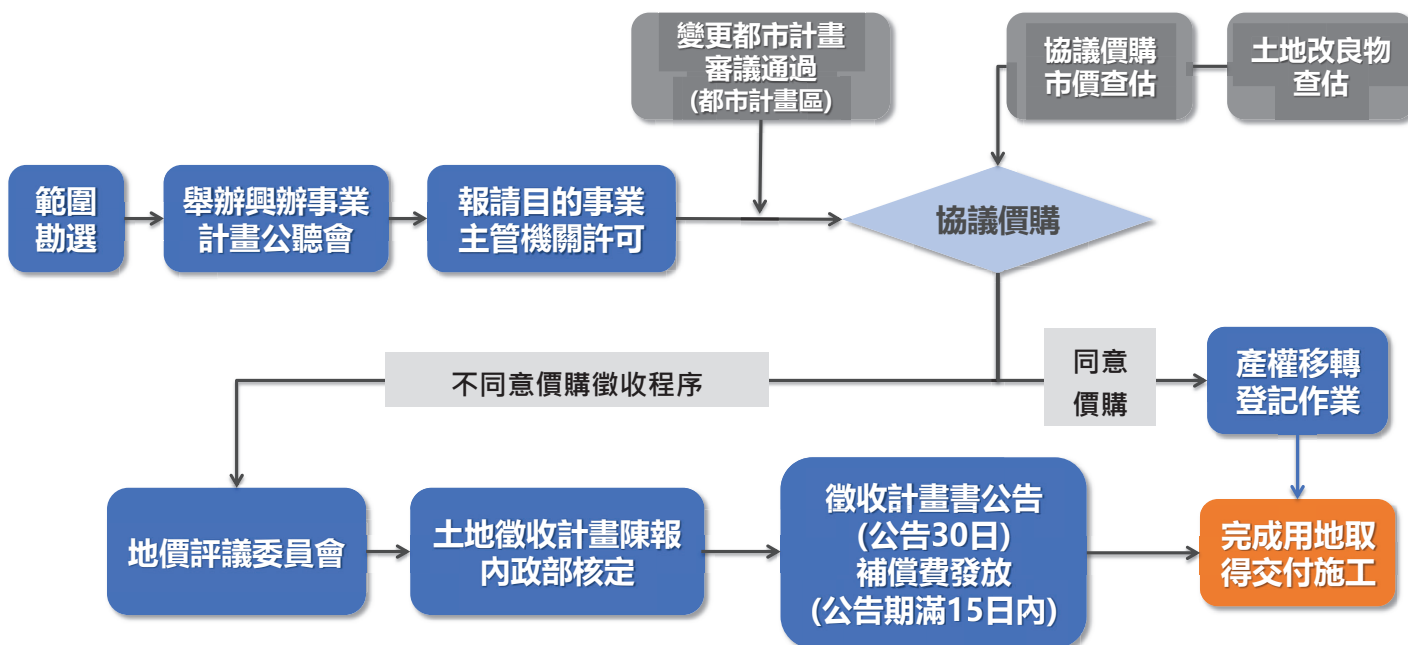 變更都市計畫
審議通過
(都市計畫區)
協議價購
市價查估
土地改良物
查估
範圍
勘選
舉辦興辦事業
計畫公聽會
報請目的事業
主管機關許可
協議價購
不同意價購徵收程序
同意
價購
產權移轉
登記作業
地價評議委員會
土地徵收計畫陳報
內政部核定
徵收計畫書公告
(公告30日)
補償費發放
(公告期滿15日內)
完成用地取
得交付施工